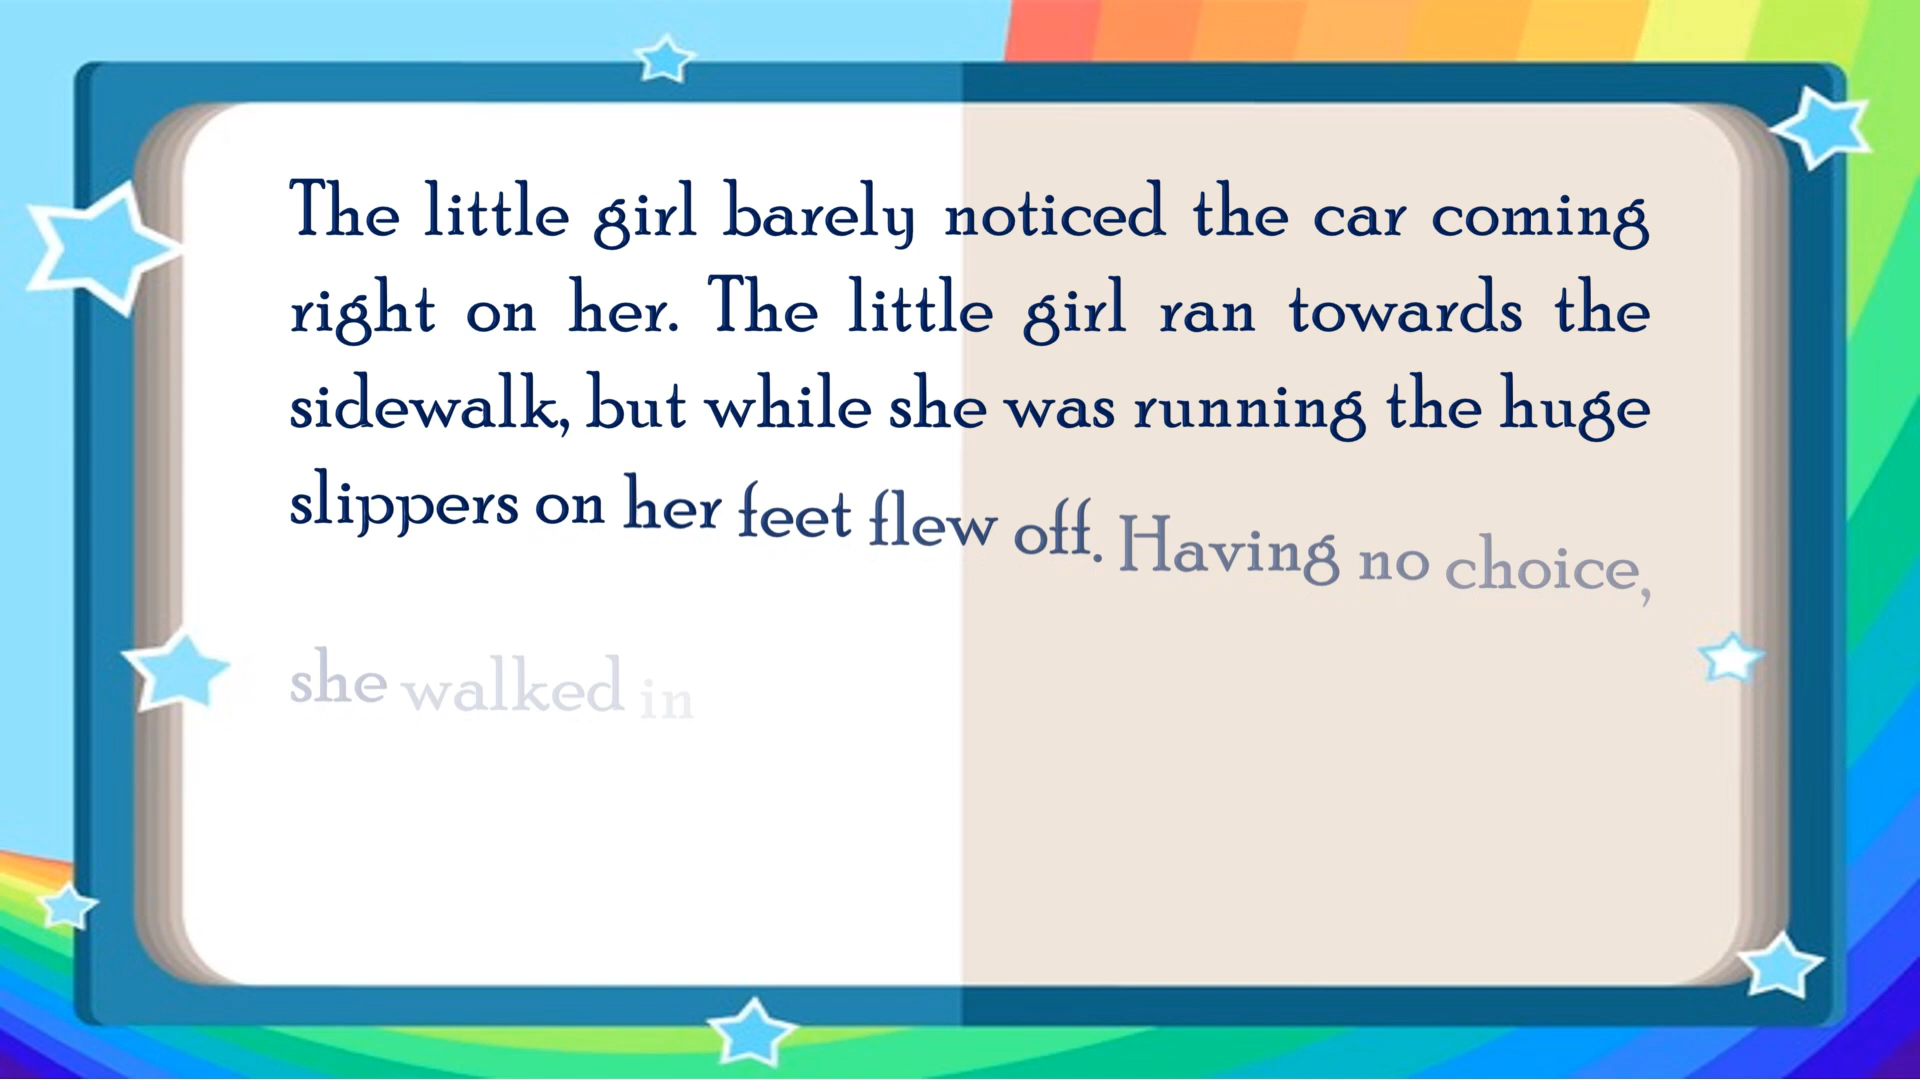 The little girl barely noticed the car coming
right on her. The little girl ran towards the
sidewalk, but while she was running the huge
slippers on her feet flew off. Having no choice,
she walked in